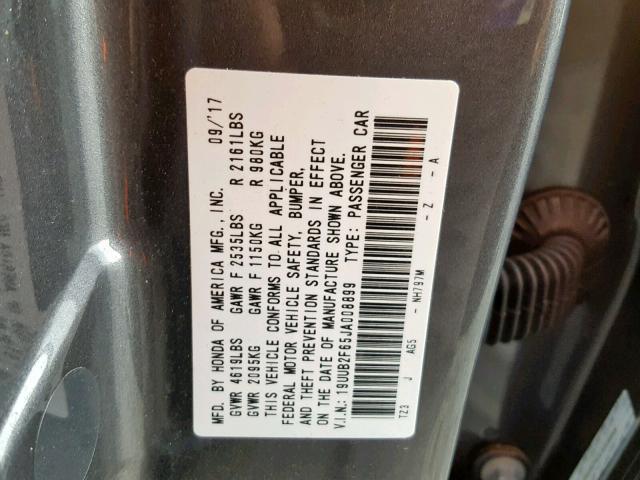 MFD. BY HONDA OF AMERICA MFG., INC. 09/'17
GVWR 4619LBS GAWR F 2535LBS R 2161LBS
GVWR 2095KG GAWR F 1150KG R 980KG
THIS VEHICLE CONFORMS TO ALL APPLICABLE
FEDERAL MOTOR VEHICLE SAFETY, BUMPER,
AND THEFT PREVENTION STANDARDS IN EFFECT
ON THE DATE OF MANUFACTURE SHOWN ABOVE.
V.I.N.: 19UUB2F65JA008899 TYPE: PASSENGER CAR
TZ3 J AG5 - NH797M - Z - A